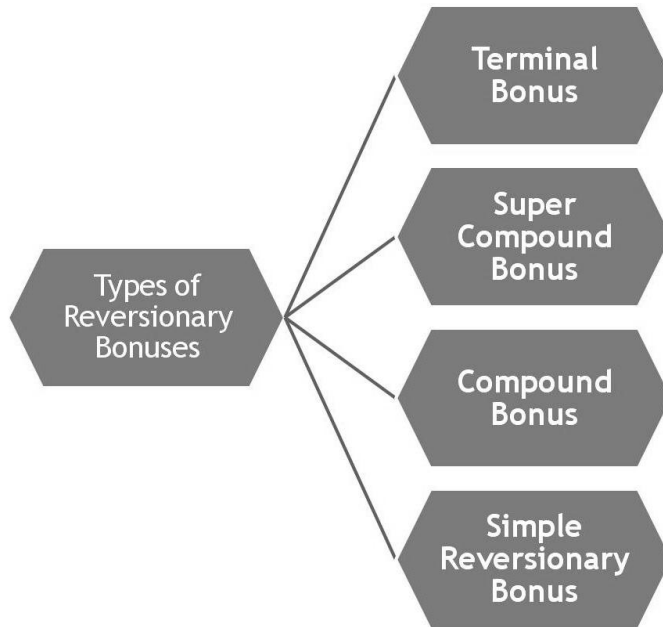 Types of
Reversionary
Bonuses
Terminal
Bonus
Super
Compound
Bonus
Compound
Bonus
Simple
Reversionary
Bonus